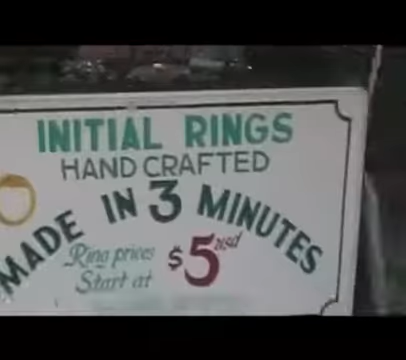 INITIAL RINGS
HAND CRAFTED
MADE IN 3 MINUTES
Ring prices
Start at
$5 usd